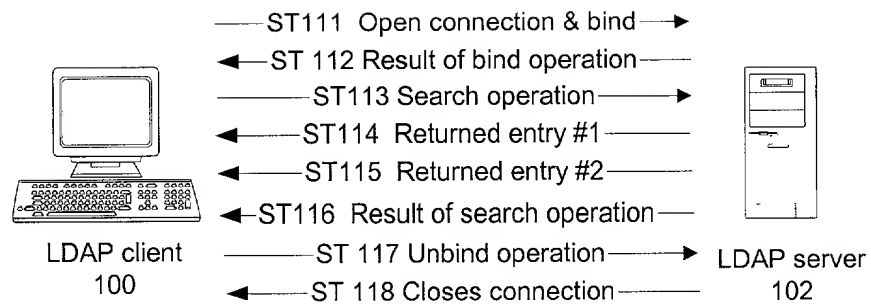 ST111 Open connection & bind
ST 112 Result of bind operation
ST113 Search operation
ST114 Returned entry #1
ST115 Returned entry #2
ST116 Result of search operation
ST 117 Unbind operation
ST 118 Closes connection
LDAP client
100
LDAP server
102